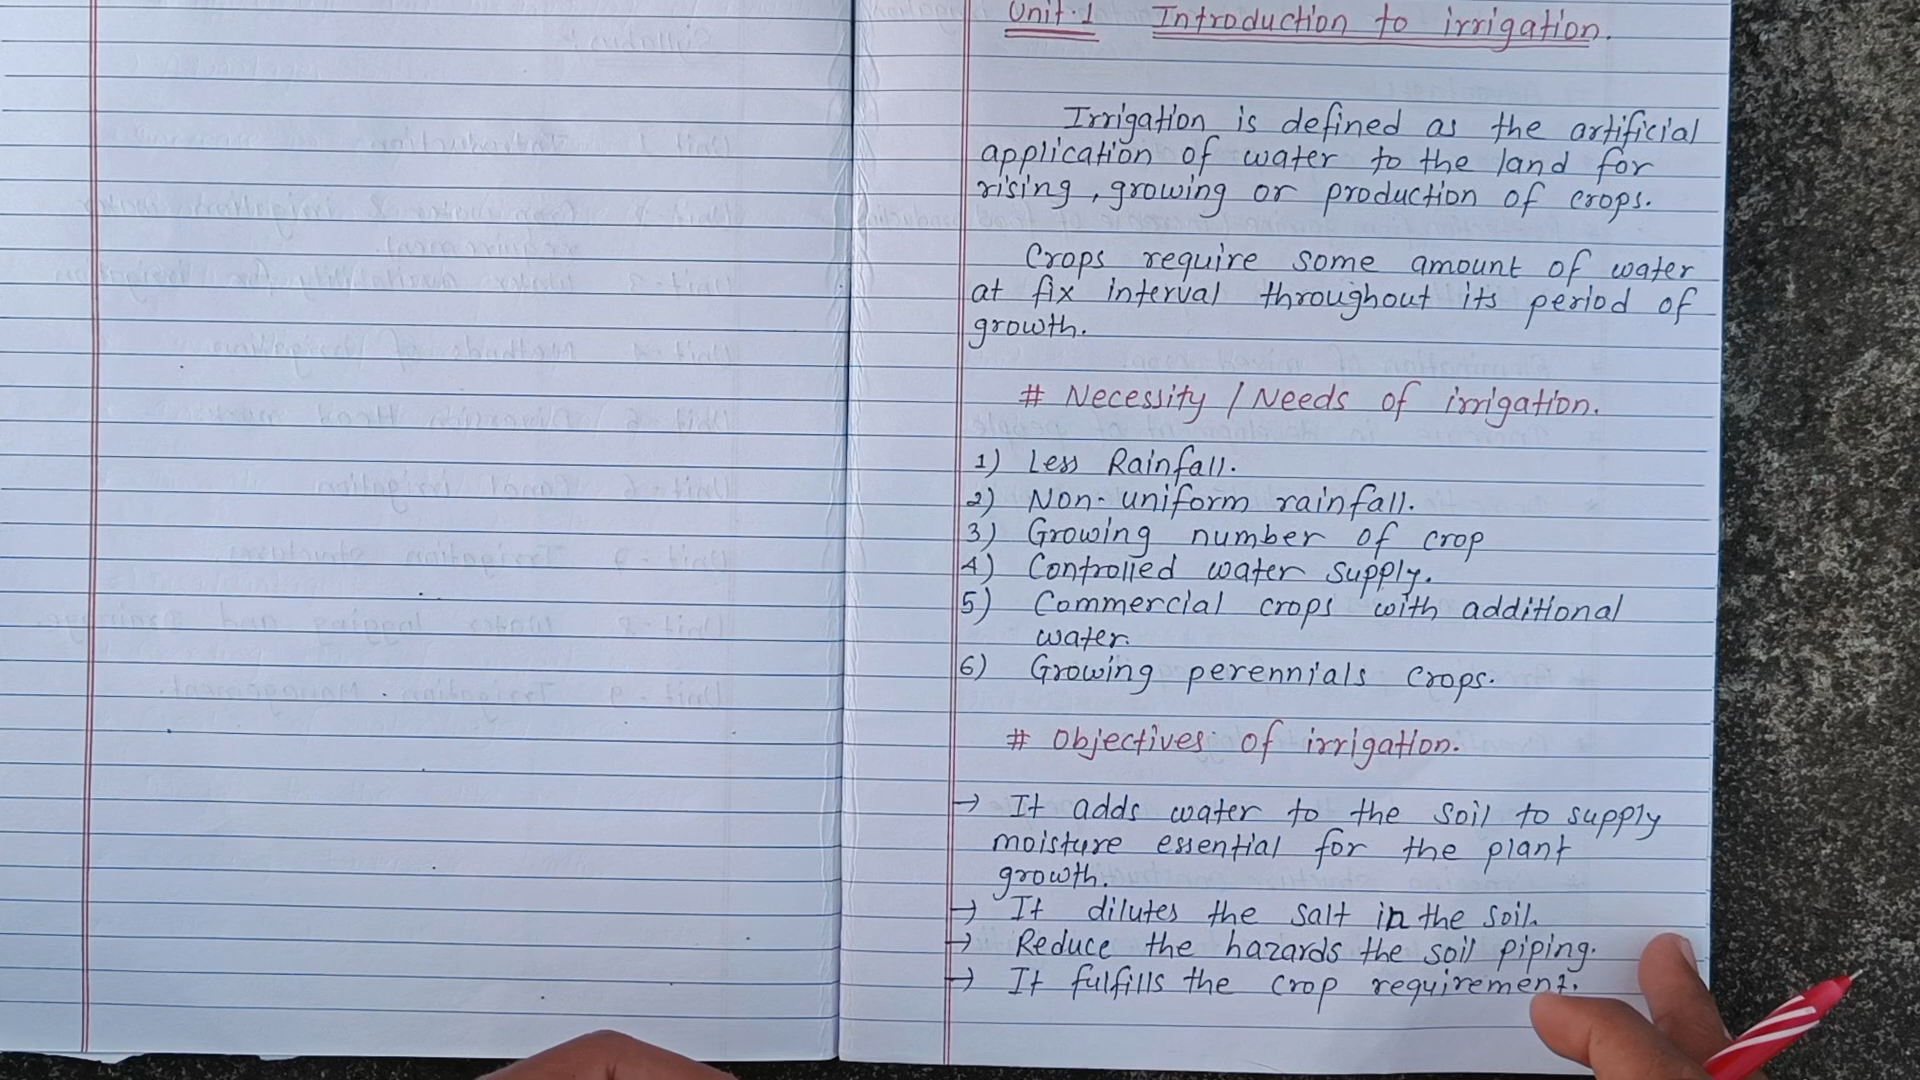 Unit-1 Introduction to irrigation.
Irrigation is defined as the artificial
application of water to the land for
rising, growing or production of crops.
Crops require some amount of water
at fix interval throughout its period of
growth.
# Necessity / Needs of irrigation.
1) Less Rainfall.
2) Non-uniform rainfall.
3) Growing number of crop
4) Controlled water supply.
5) Commercial crops with additional
water.
6) Growing perennials crops.
# Objectives of irrigation.
→ It adds water to the soil to supply
moisture essential for the plant
growth.
→ It dilutes the salt in the soil.
→ Reduce the hazards the soil piping.
→ It fulfills the crop requirement.